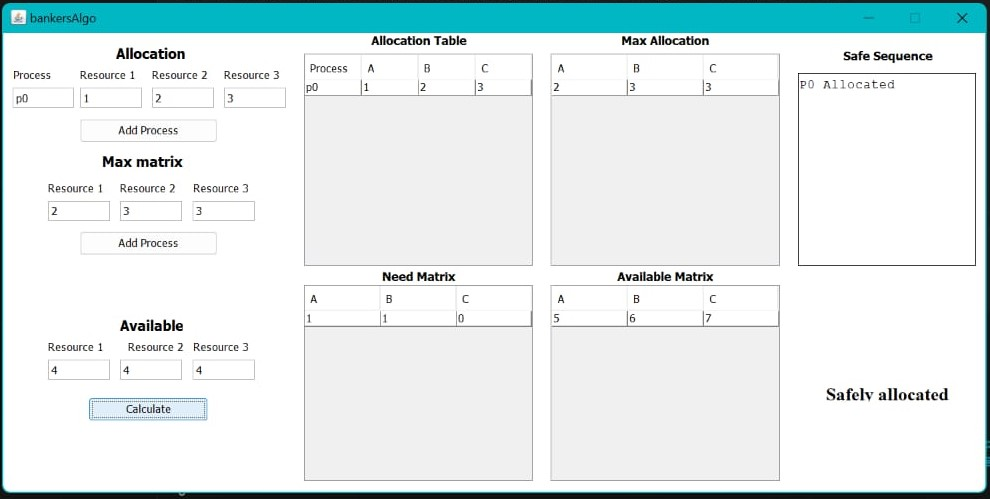 bankersAlgo
Allocation
Process Resource 1 Resource 2 Resource 3
p0 1 2 3
Add Process
Max matrix
Resource 1 Resource 2 Resource 3
2 3 3
Add Process
Available
Resource 1 Resource 2 Resource 3
4 4 4
Calculate
Allocation Table
Process A B C
p0 1 2 3
Max Allocation
A B C
2 3 3
Need Matrix
A B C
1 1 0
Available Matrix
A B C
5 6 7
Safe Sequence
P0 Allocated
Safely allocated